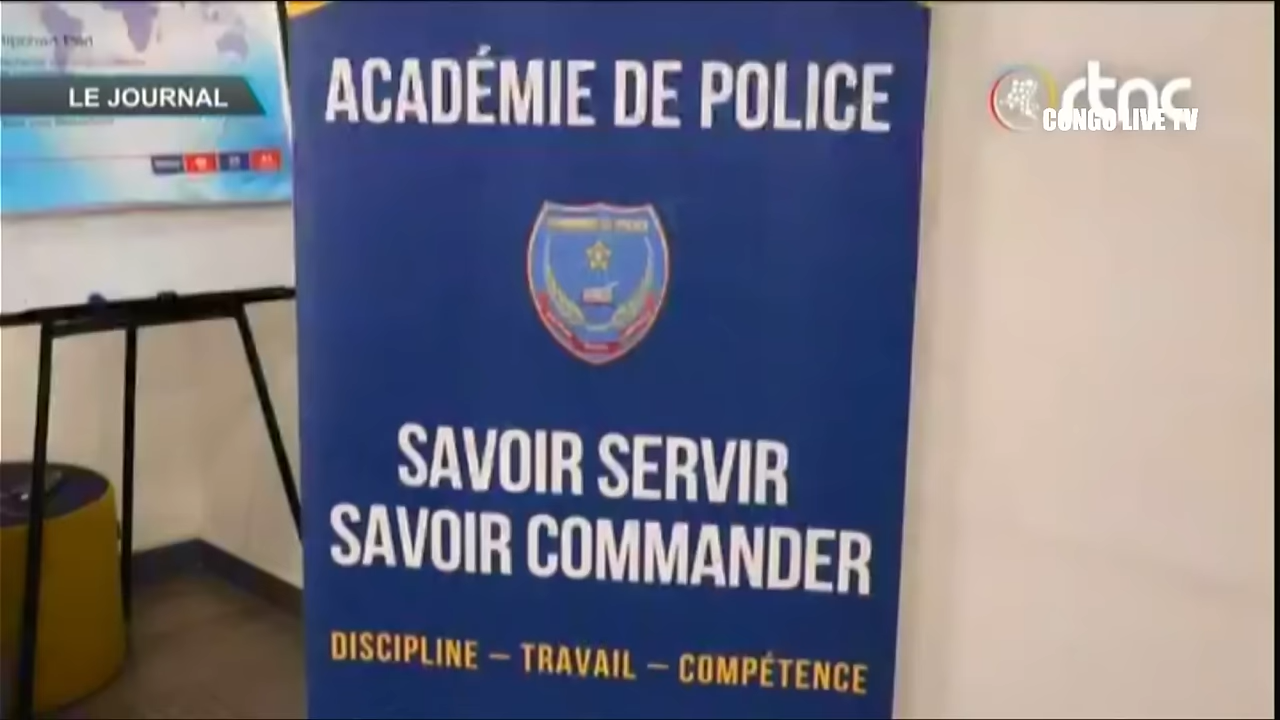 LE JOURNAL
rtnc
CONGO LIVE TV
ACADÉMIE DE POLICE
SAVOIR SERVIR
SAVOIR COMMANDER
DISCIPLINE – TRAVAIL – COMPÉTENCE